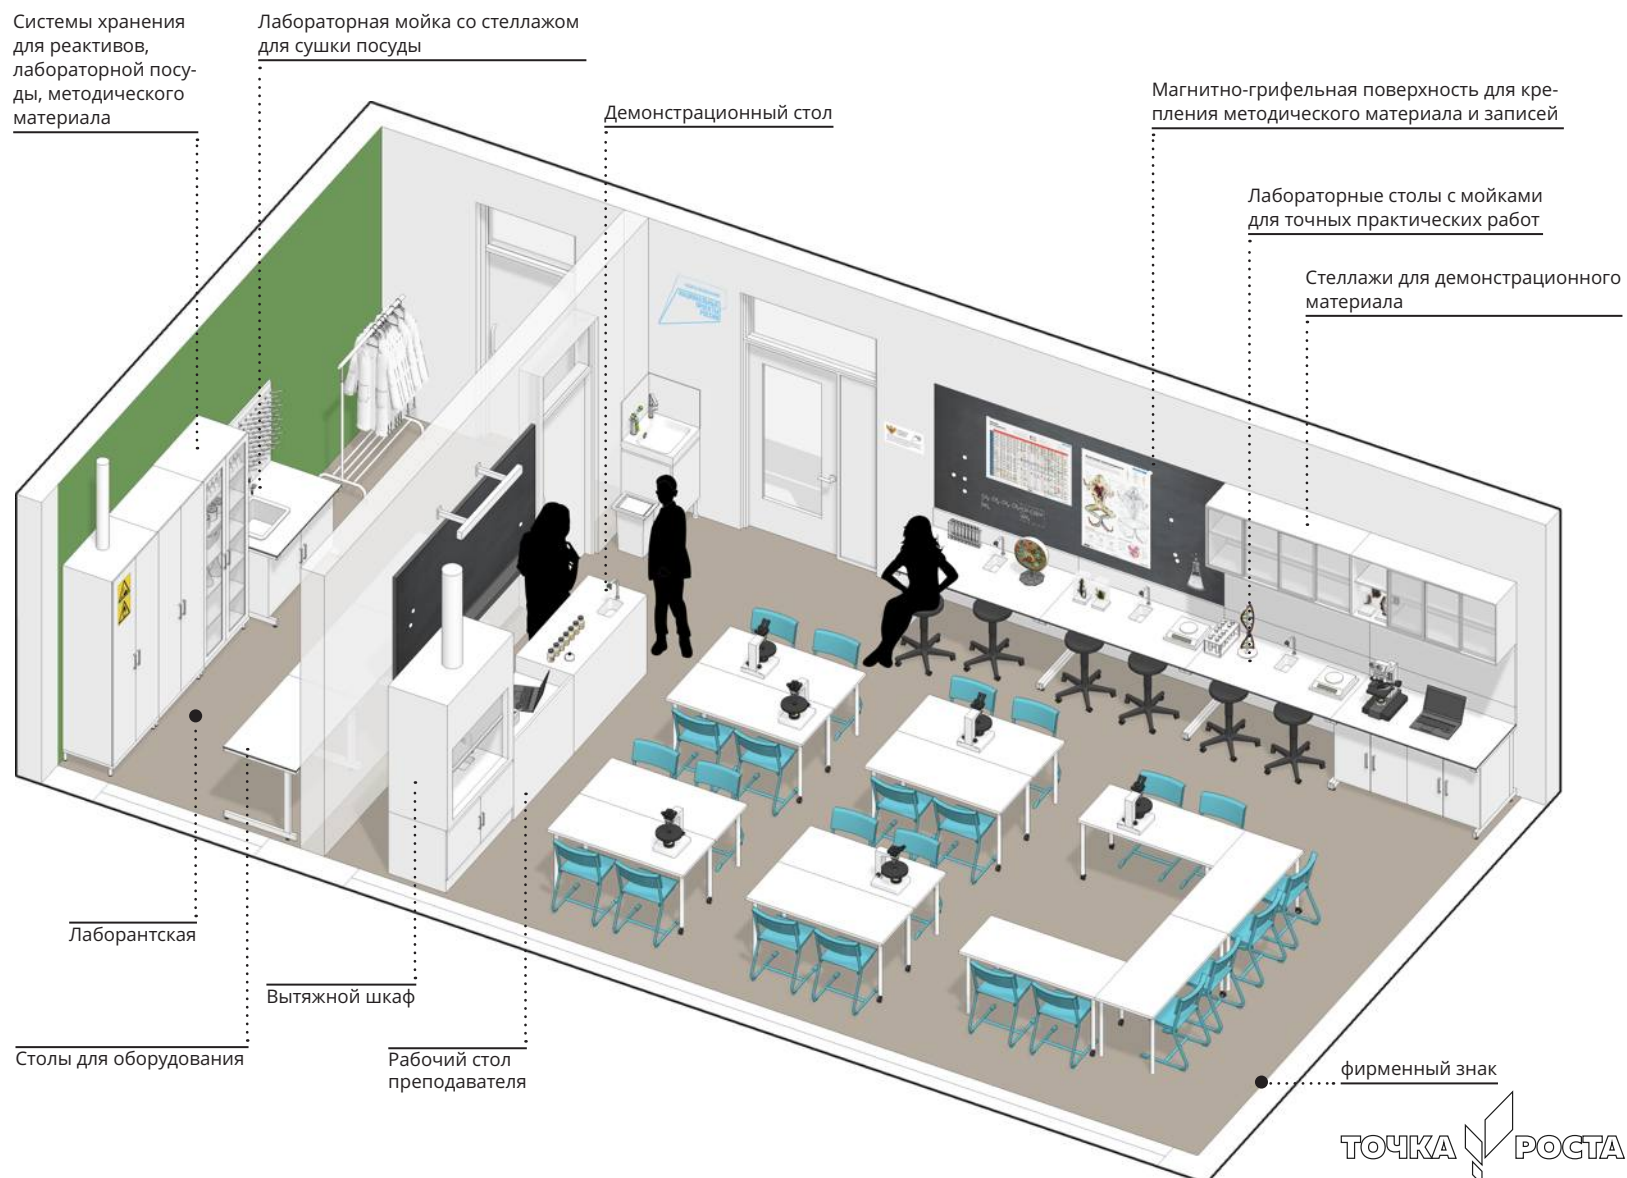 Системы хранения
для реактивов,
лабораторной посу-
ды, методического
материала
Лабораторная мойка со стеллажом
для сушки посуды
Демонстрационный стол
Магнитно-грифельная поверхность для кре-
пления методического материала и записей
Лабораторные столы с мойками
для точных практических работ
Стеллажи для демонстрационного
материала
Лаборантская
Вытяжной шкаф
Столы для оборудования
Рабочий стол
преподавателя
фирменный знак
ТОЧКА РОСТА